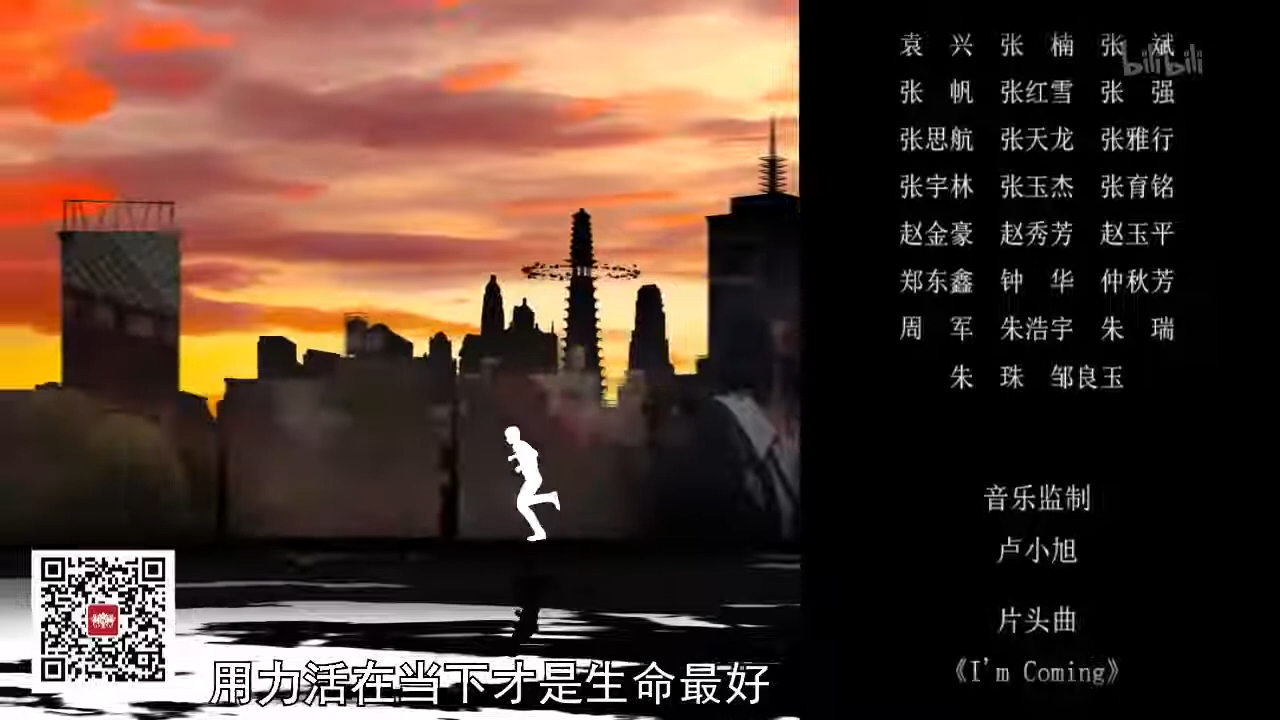 袁 兴 张 楠 张 斌
bilibili
张 帆 张红雪 张 强
张思航 张天龙 张雅行
张宇林 张玉杰 张育铭
赵金豪 赵秀芳 赵玉平
郑东鑫 钟 华 仲秋芳
周 军 朱浩宇 朱 瑞
朱 珠 邹良玉
音乐监制
卢小旭
片头曲
《I'm Coming》
用力活在当下才是生命最好